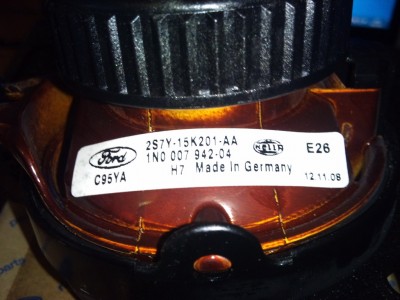 Ford
2S7Y-15K201-AA
HELLA
E26
1N0 007 942-04
C95YA
H7 Made In Germany
12.11.08